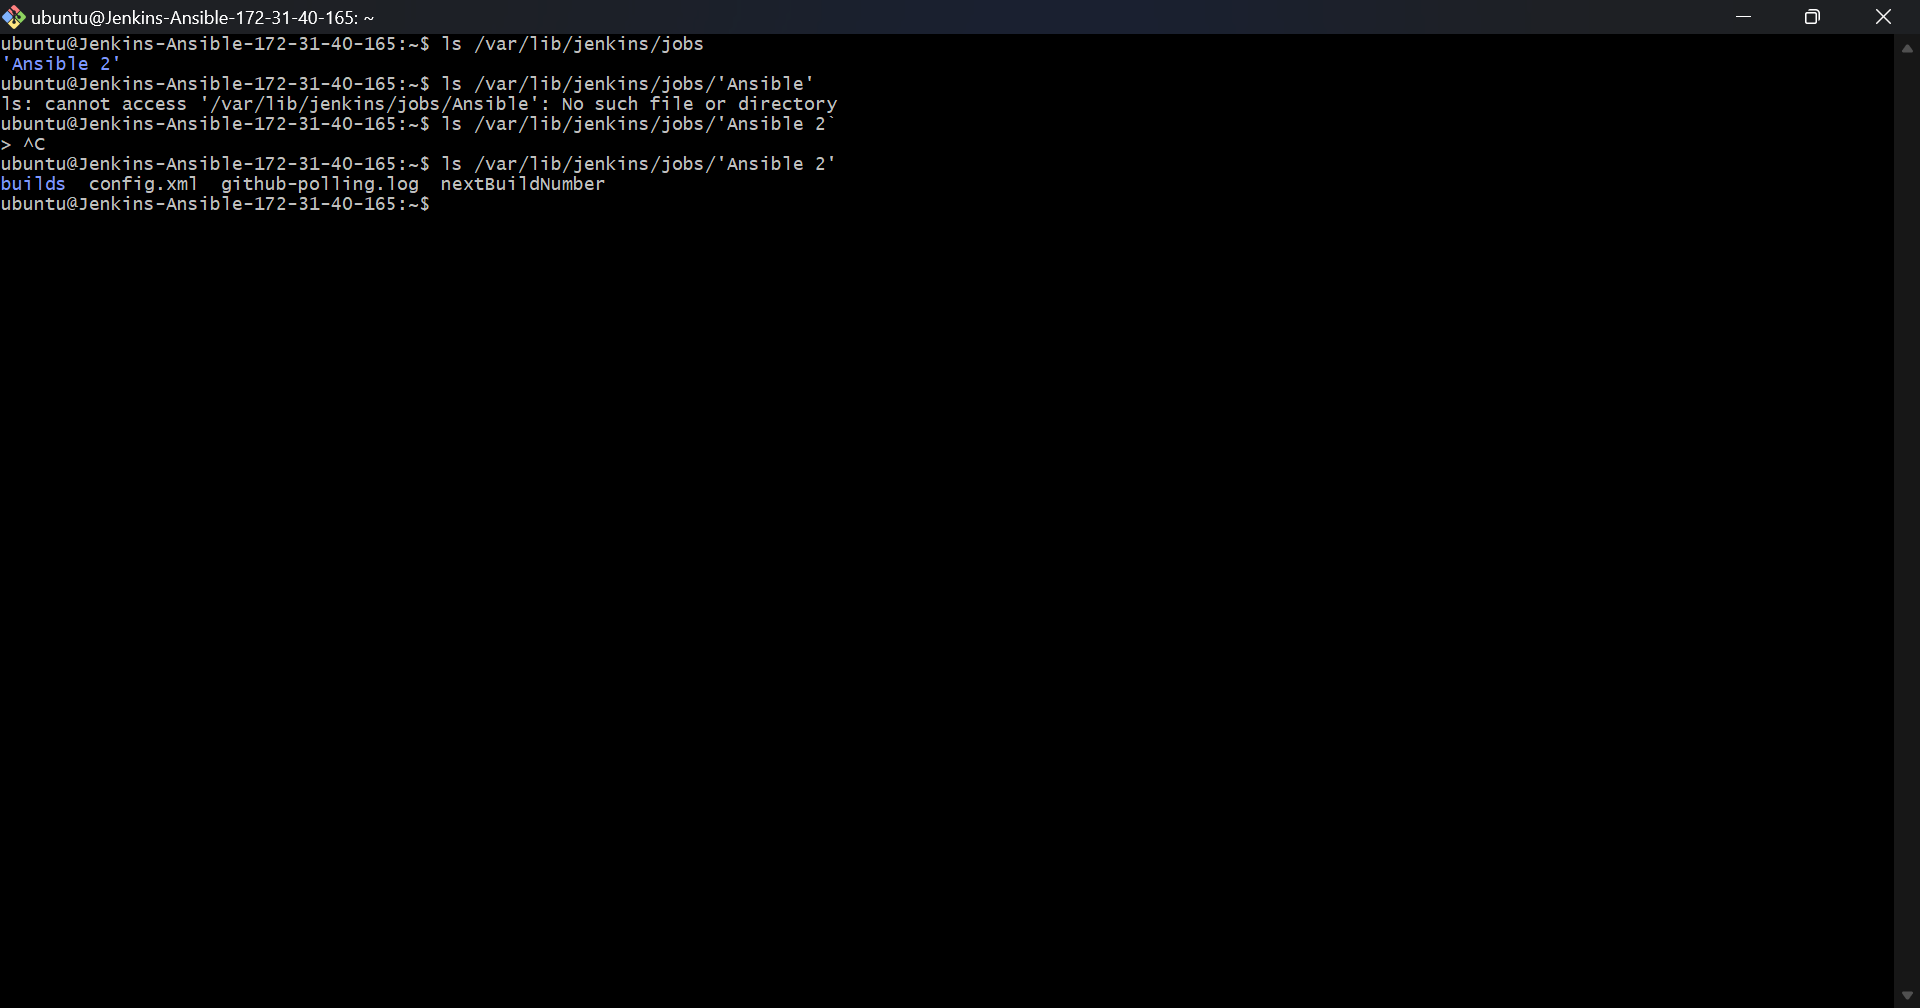 ubuntu@Jenkins-Ansible-172-31-40-165: ~
ubuntu@Jenkins-Ansible-172-31-40-165:~$ ls /var/lib/jenkins/jobs
'Ansible 2'
ubuntu@Jenkins-Ansible-172-31-40-165:~$ ls /var/lib/jenkins/jobs/'Ansible'
ls: cannot access '/var/lib/jenkins/jobs/Ansible': No such file or directory
ubuntu@Jenkins-Ansible-172-31-40-165:~$ ls /var/lib/jenkins/jobs/'Ansible 2`
> ^C
ubuntu@Jenkins-Ansible-172-31-40-165:~$ ls /var/lib/jenkins/jobs/'Ansible 2'
builds  config.xml  github-polling.log  nextBuildNumber
ubuntu@Jenkins-Ansible-172-31-40-165:~$